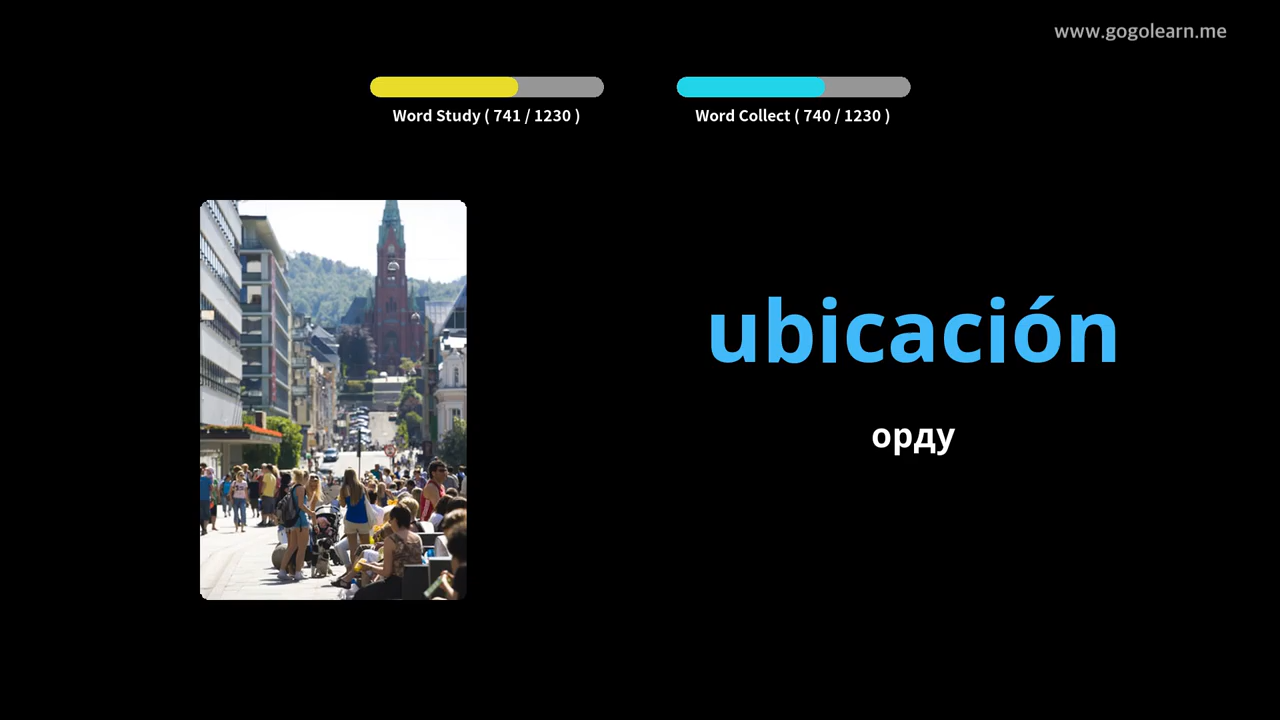 www.gogolearn.me
Word Study ( 741 / 1230 )
Word Collect ( 740 / 1230 )
ubicación
орду